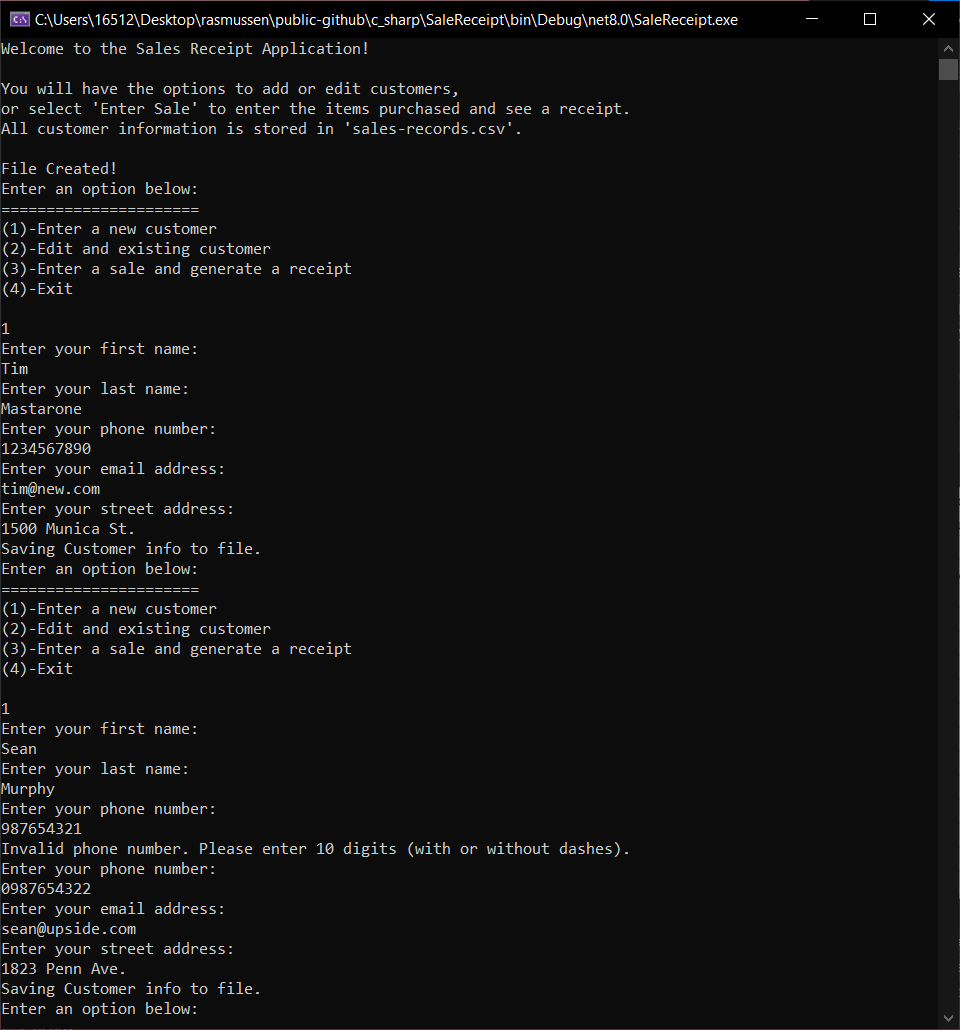 C:\Users\16512\Desktop\rasmussen\public-github\c_sharp\SaleReceipt\bin\Debug\net8.0\SaleReceipt.exe
Welcome to the Sales Receipt Application!
You will have the options to add or edit customers,
or select 'Enter Sale' to enter the items purchased and see a receipt.
All customer information is stored in 'sales-records.csv'.
File Created!
Enter an option below:
======================
(1)-Enter a new customer
(2)-Edit and existing customer
(3)-Enter a sale and generate a receipt
(4)-Exit
1
Enter your first name:
Tim
Enter your last name:
Mastarone
Enter your phone number:
1234567890
Enter your email address:
tim@new.com
Enter your street address:
1500 Munica St.
Saving Customer info to file.
Enter an option below:
======================
(1)-Enter a new customer
(2)-Edit and existing customer
(3)-Enter a sale and generate a receipt
(4)-Exit
1
Enter your first name:
Sean
Enter your last name:
Murphy
Enter your phone number:
987654321
Invalid phone number. Please enter 10 digits (with or without dashes).
Enter your phone number:
0987654322
Enter your email address:
sean@upside.com
Enter your street address:
1823 Penn Ave.
Saving Customer info to file.
Enter an option below: